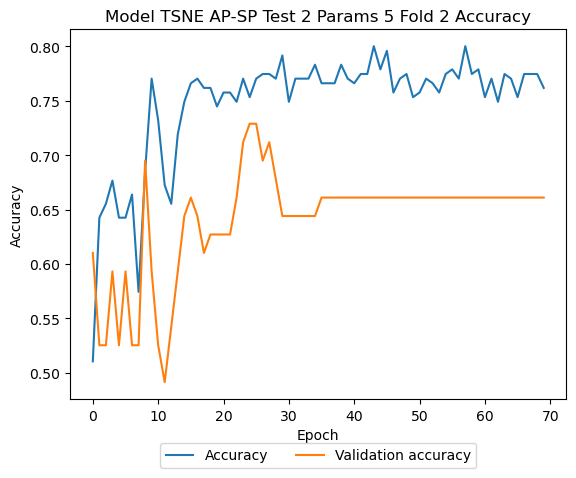 Model TSNE AP-SP Test 2 Params 5 Fold 2 Accuracy
0.80
0.75
0.70
0.65
0.60
0.55
0.50
Accuracy
0 10 20 30 40 50 60 70
Epoch
Accuracy Validation accuracy